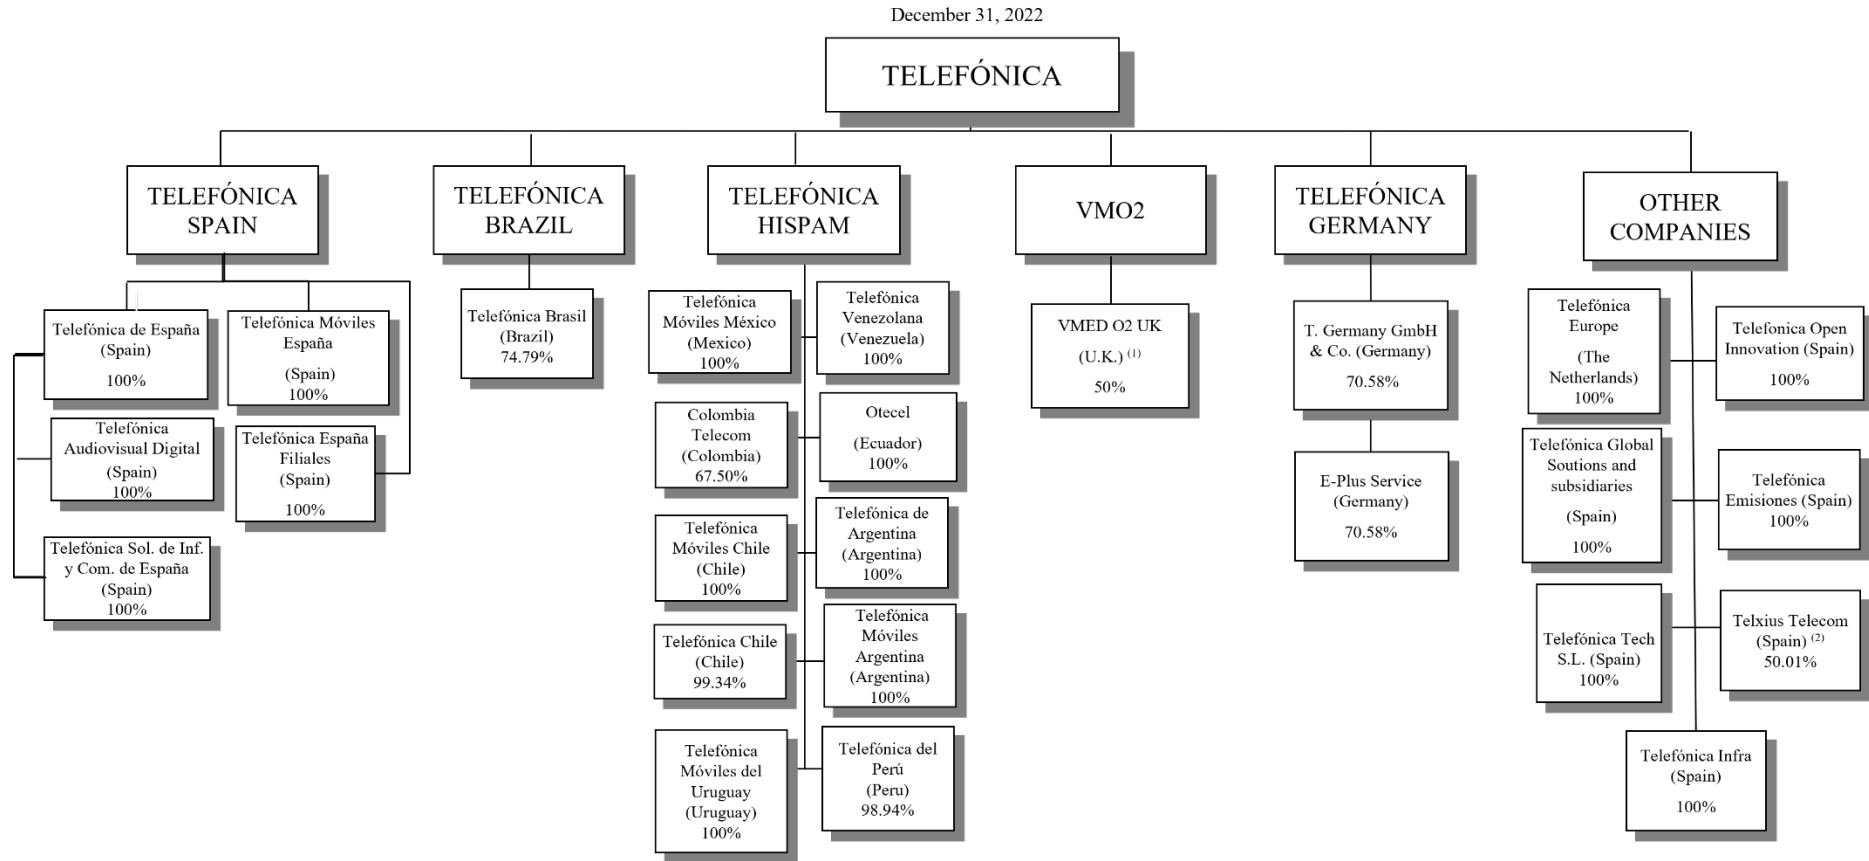 December 31, 2022
TELEFÓNICA
TELEFÓNICA
SPAIN
TELEFÓNICA
BRAZIL
TELEFÓNICA
HISPAM
VMO2
TELEFÓNICA
GERMANY
OTHER
COMPANIES
Telefónica de España
(Spain)
100%
Telefónica Móviles
España
(Spain)
100%
Telefónica
Audiovisual Digital
(Spain)
100%
Telefónica España
Filiales
(Spain)
100%
Telefónica Sol. de Inf.
y Com. de España
(Spain)
100%
Telefónica Brasil
(Brazil)
74.79%
Telefónica
Móviles México
(Mexico)
100%
Telefónica
Venezolana
(Venezuela)
100%
Colombia
Telecom
(Colombia)
67.50%
Otecel
(Ecuador)
100%
Telefónica
Móviles Chile
(Chile)
100%
Telefónica de
Argentina
(Argentina)
100%
Telefónica Chile
(Chile)
99.34%
Telefónica
Móviles
Argentina
(Argentina)
100%
Telefónica
Móviles del
Uruguay
(Uruguay)
100%
Telefónica del
Perú
(Peru)
98.94%
VMED O2 UK
(U.K.) (1)
50%
T. Germany GmbH
& Co. (Germany)
70.58%
E-Plus Service
(Germany)
70.58%
Telefónica
Europe
(The
Netherlands)
100%
Telefonica Open
Innovation (Spain)
100%
Telefónica Global
Soutions and
subsidiaries
(Spain)
100%
Telefónica
Emisiones (Spain)
100%
Telefónica Tech
S.L. (Spain)
100%
Telxius Telecom
(Spain) (2)
50.01%
Telefónica Infra
(Spain)
100%